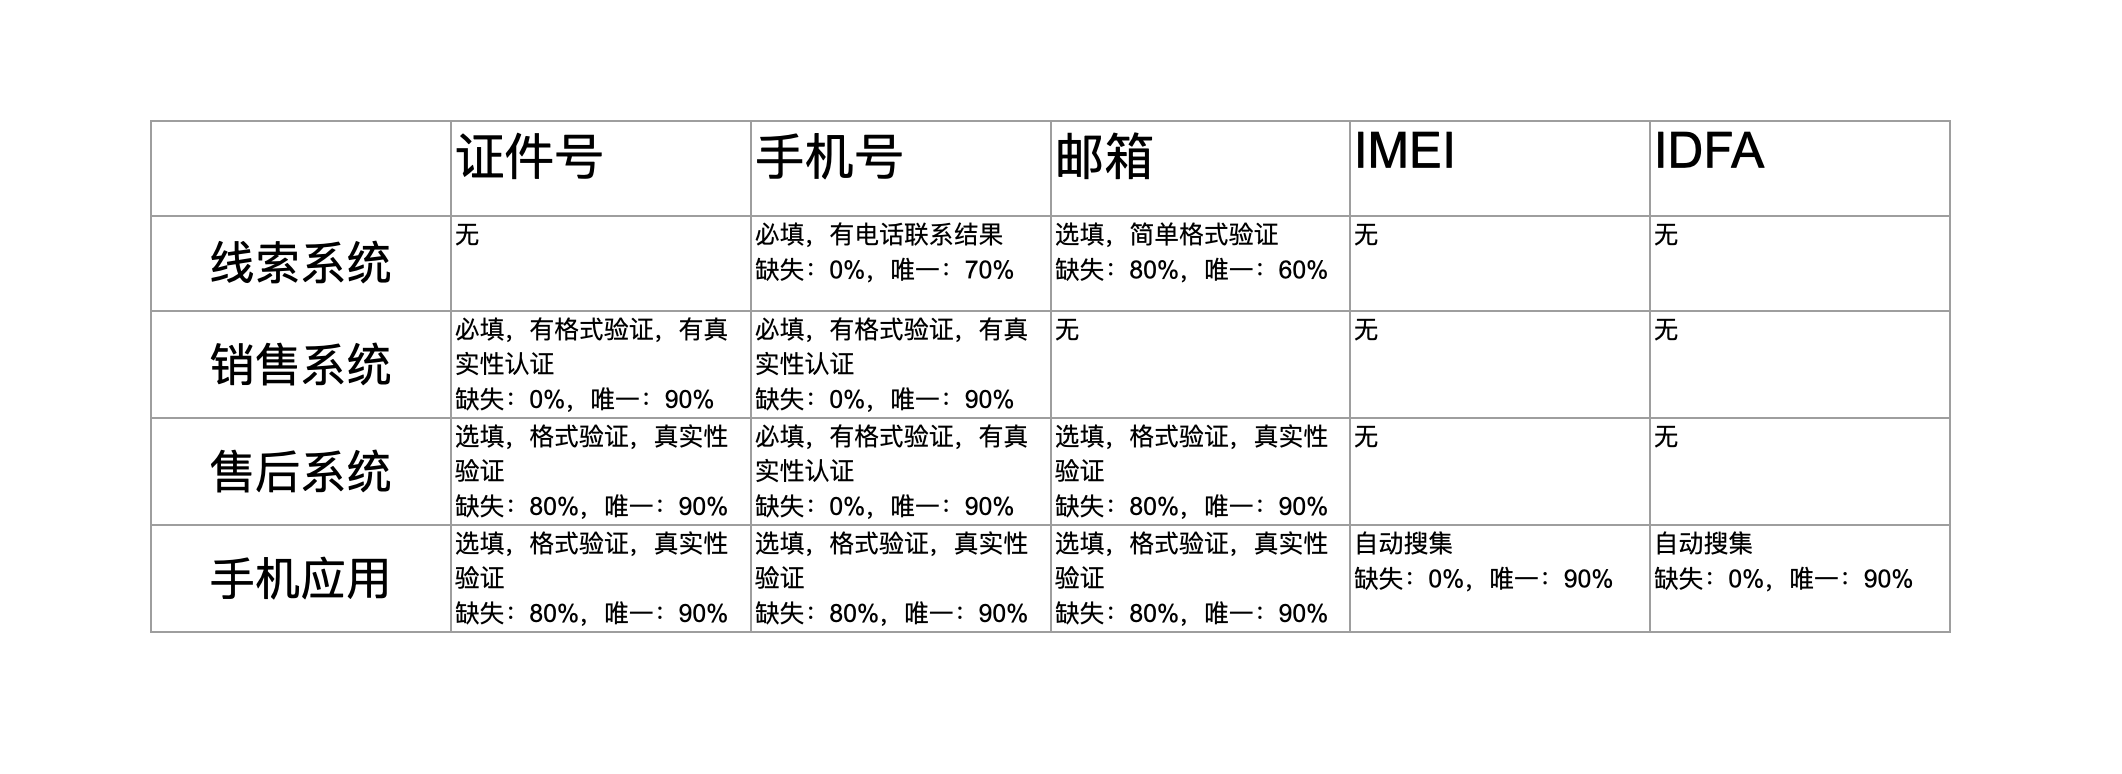 证件号 手机号 邮箱 IMEI IDFA
线索系统
无
必填，有电话联系结果
缺失：0%，唯一：70%
选填，简单格式验证
缺失：80%，唯一：60%
无
无
销售系统
必填，有格式验证，有真
实性认证
缺失：0%，唯一：90%
必填，有格式验证，有真
实性认证
缺失：0%，唯一：90%
无
无
无
售后系统
选填，格式验证，真实性
验证
缺失：80%，唯一：90%
必填，有格式验证，有真
实性认证
缺失：0%，唯一：90%
选填，格式验证，真实性
验证
缺失：80%，唯一：90%
无
无
手机应用
选填，格式验证，真实性
验证
缺失：80%，唯一：90%
选填，格式验证，真实性
验证
缺失：80%，唯一：90%
选填，格式验证，真实性
验证
缺失：80%，唯一：90%
自动搜集
缺失：0%，唯一：90%
自动搜集
缺失：0%，唯一：90%